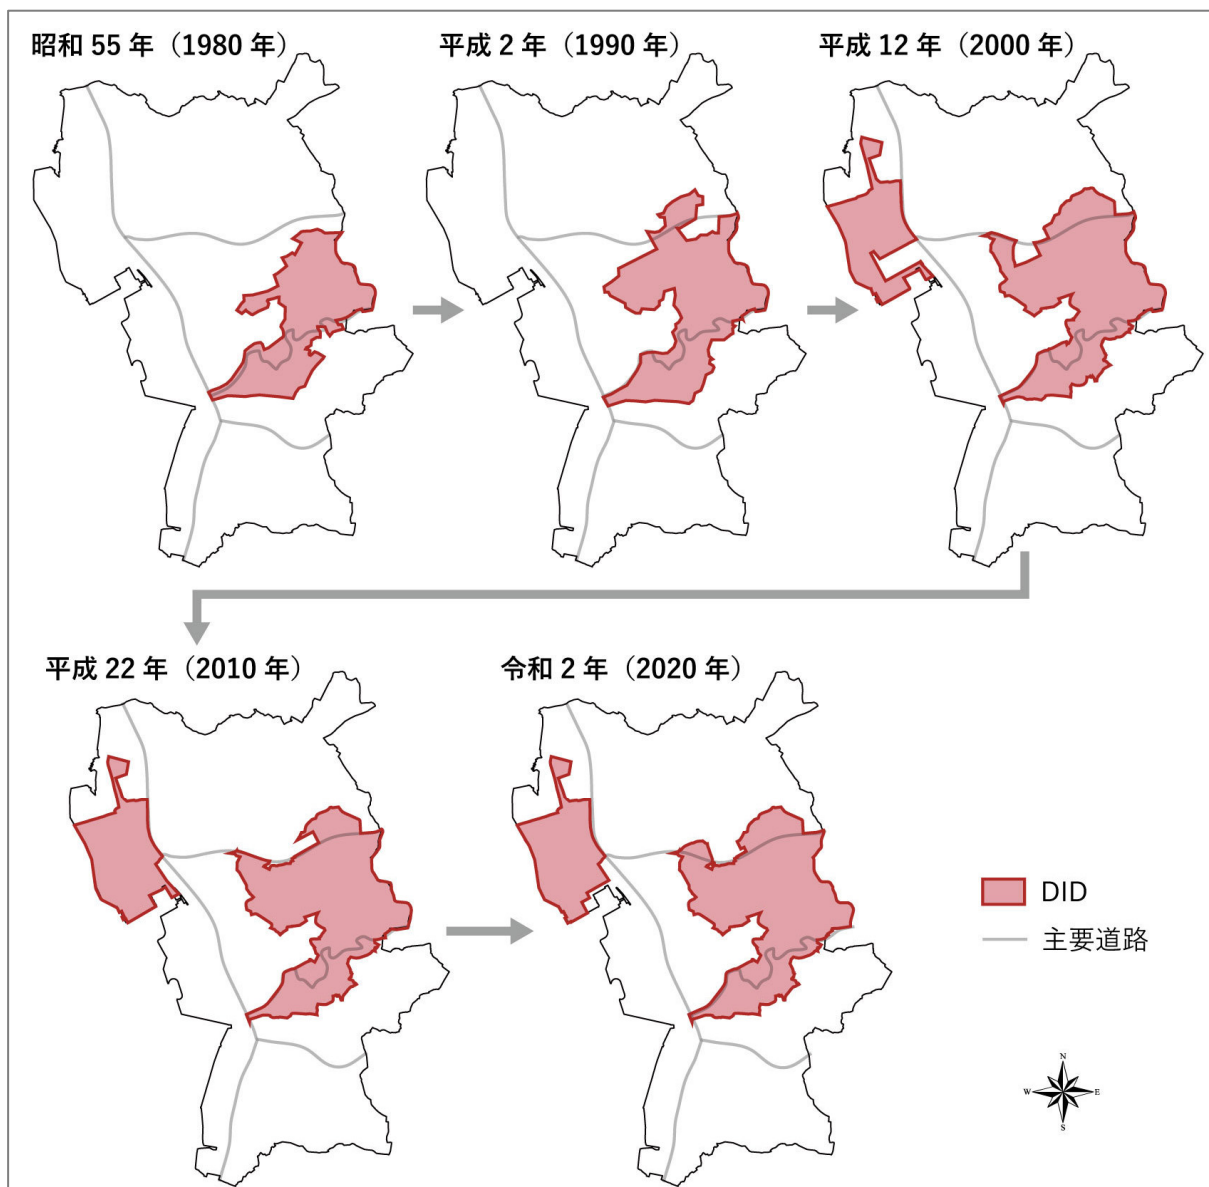 昭和 55 年（1980 年）
平成 2 年（1990 年）
平成 12 年（2000 年）
平成 22 年（2010 年）
令和 2 年（2020 年）
DID
主要道路
N
W
E
S